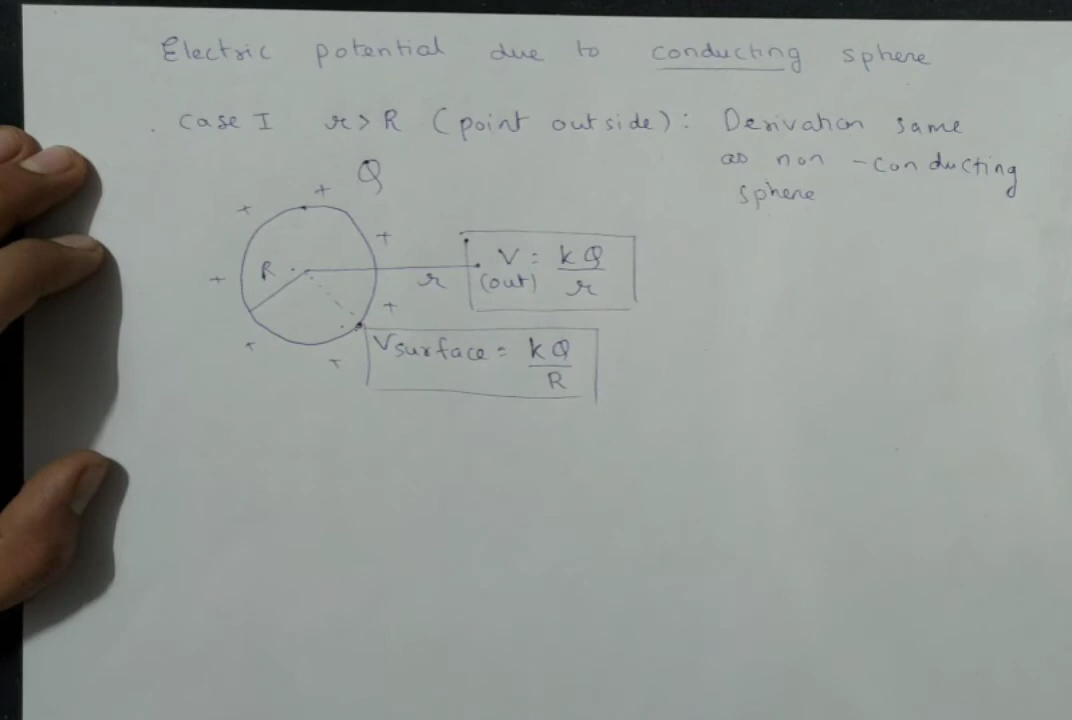 Electric potential due to conducting sphere
Case I r > R (point outside): Derivation same
as non-conducting
sphere
Q
+ + + + + + + +
R
r
V = kQ/r
(out)
Vsurface = kQ/R